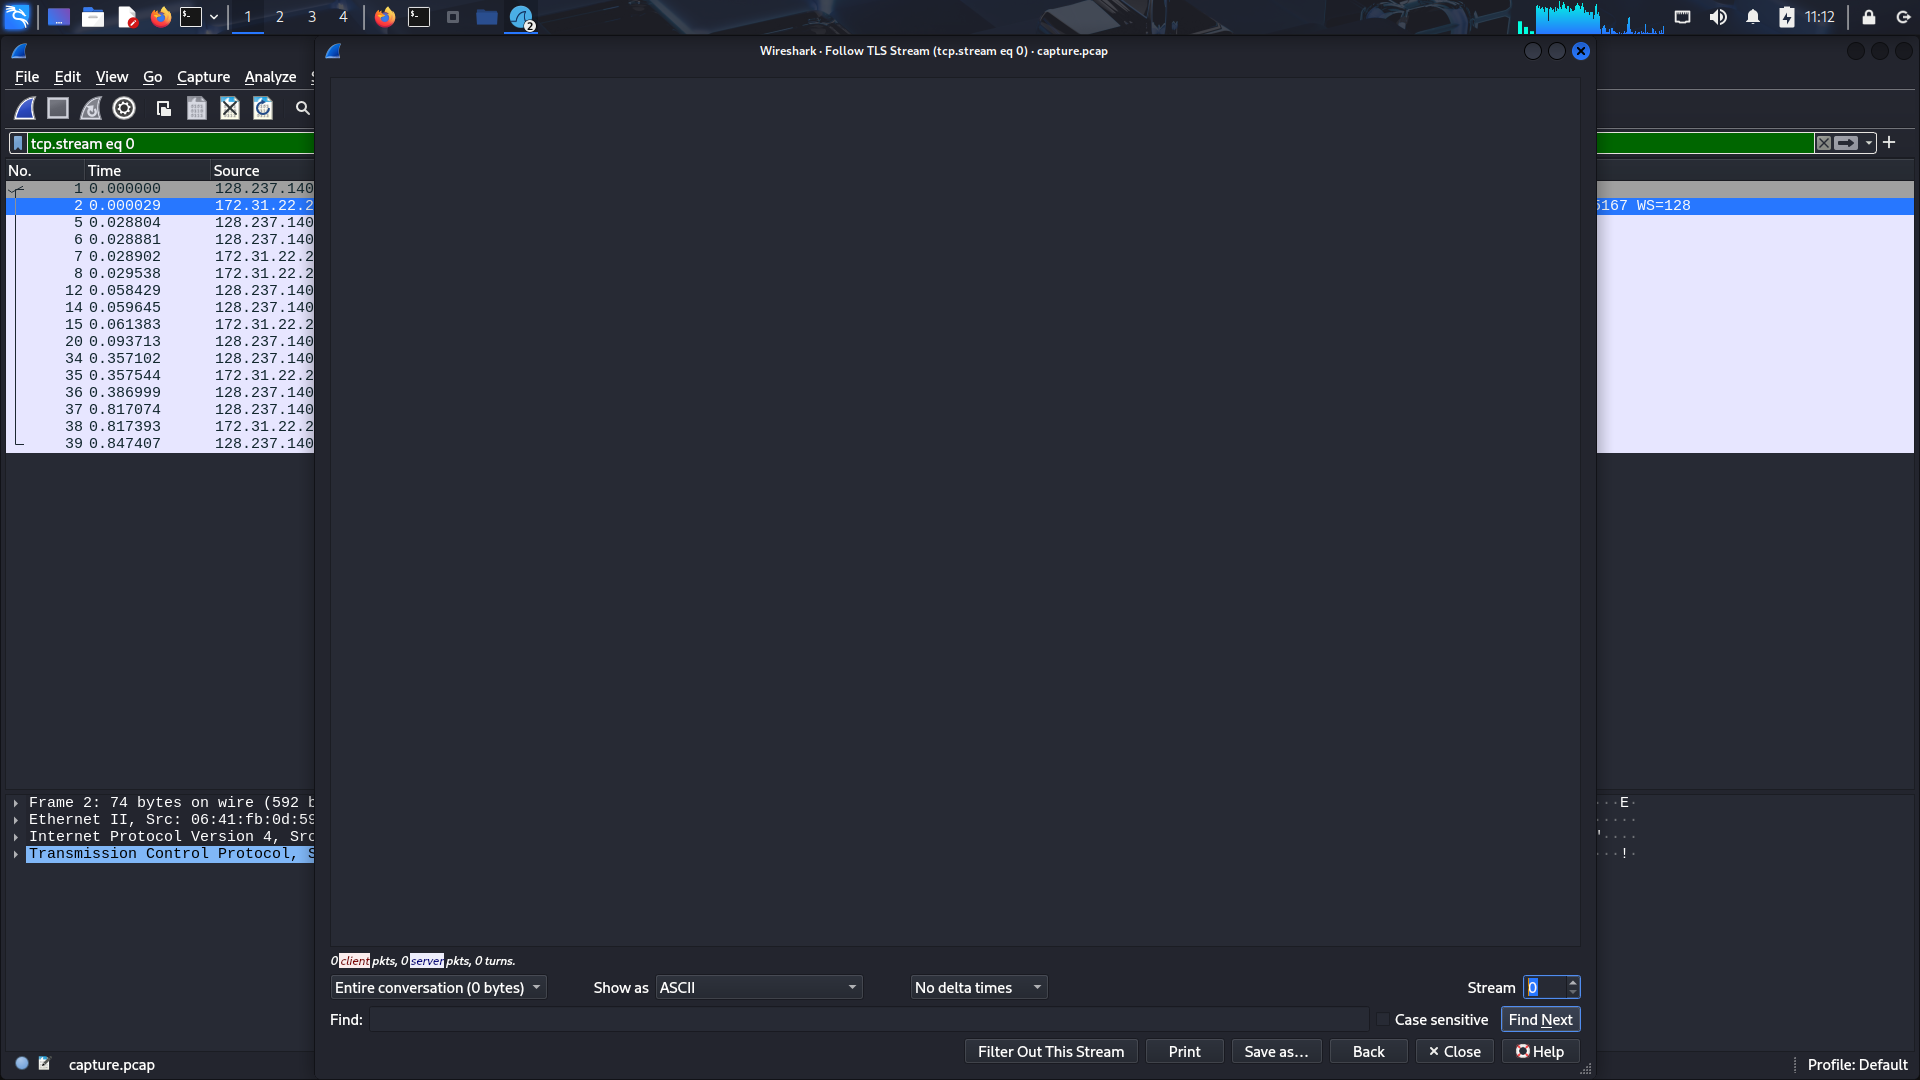 1 2 3 4
2
11:12
Wireshark · Follow TLS Stream (tcp.stream eq 0) · capture.pcap
File Edit View Go Capture Analyze
tcp.stream eq 0
No. Time Source
1 0.000000 128.237.140
2 0.000029 172.31.22.2 5167 WS=128
5 0.028804 128.237.140
6 0.028881 128.237.140
7 0.028902 172.31.22.2
8 0.029538 172.31.22.2
12 0.058429 128.237.140
14 0.059645 128.237.140
15 0.061383 172.31.22.2
20 0.093713 128.237.140
34 0.357102 128.237.140
35 0.357544 172.31.22.2
36 0.386999 128.237.140
37 0.817074 128.237.140
38 0.817393 172.31.22.2
39 0.847407 128.237.140
Frame 2: 74 bytes on wire (592 b ···E·
Ethernet II, Src: 06:41:fb:0d:59 ·····
Internet Protocol Version 4, Src '····
Transmission Control Protocol, S ···!·
0 client pkts, 0 server pkts, 0 turns.
Entire conversation (0 bytes) Show as ASCII No delta times Stream 0
Find: Case sensitive Find Next
Filter Out This Stream Print Save as… Back × Close Help
capture.pcap Profile: Default